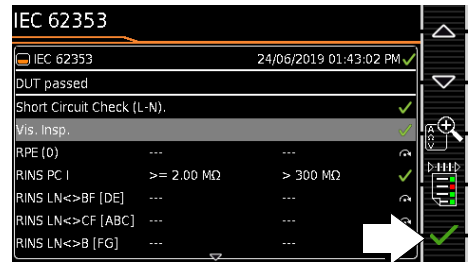 IEC 62353
IEC 62353 24/06/2019 01:43:02 PM
DUT passed
Short Circuit Check (L-N).
Vis. Insp.
RPE (0) --- ---
RINS PC I >= 2.00 MΩ > 300 MΩ
RINS LN<>BF [DE] --- ---
RINS LN<>CF [ABC] --- ---
RINS LN<>B [FG] --- ---